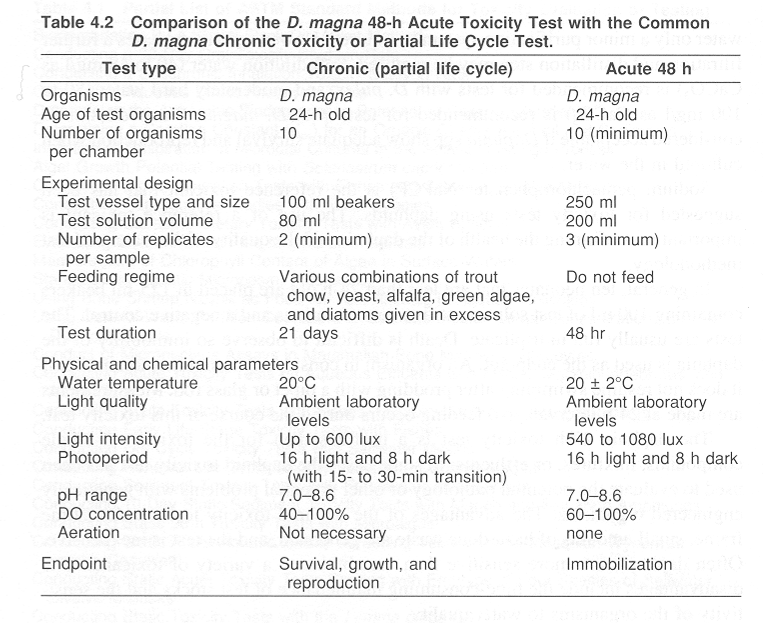 Table 4.2 Comparison of the D. magna 48-h Acute Toxicity Test with the Common
D. magna Chronic Toxicity or Partial Life Cycle Test.
Test type Chronic (partial life cycle) Acute 48 h
Organisms D. magna D. magna
Age of test organisms 24-h old 24-h old
Number of organisms 10 10 (minimum)
per chamber
Experimental design
Test vessel type and size 100 ml beakers 250 ml
Test solution volume 80 ml 200 ml
Number of replicates 2 (minimum) 3 (minimum)
per sample
Feeding regime Various combinations of trout Do not feed
chow, yeast, alfalfa, green algae,
and diatoms given in excess
Test duration 21 days 48 hr
Physical and chemical parameters
Water temperature 20°C 20 ± 2°C
Light quality Ambient laboratory Ambient laboratory
levels levels
Light intensity Up to 600 lux 540 to 1080 lux
Photoperiod 16 h light and 8 h dark 16 h light and 8 h dark
(with 15- to 30-min transition)
pH range 7.0–8.6 7.0–8.6
DO concentration 40–100% 60–100%
Aeration Not necessary none
Endpoint Survival, growth, and Immobilization
reproduction